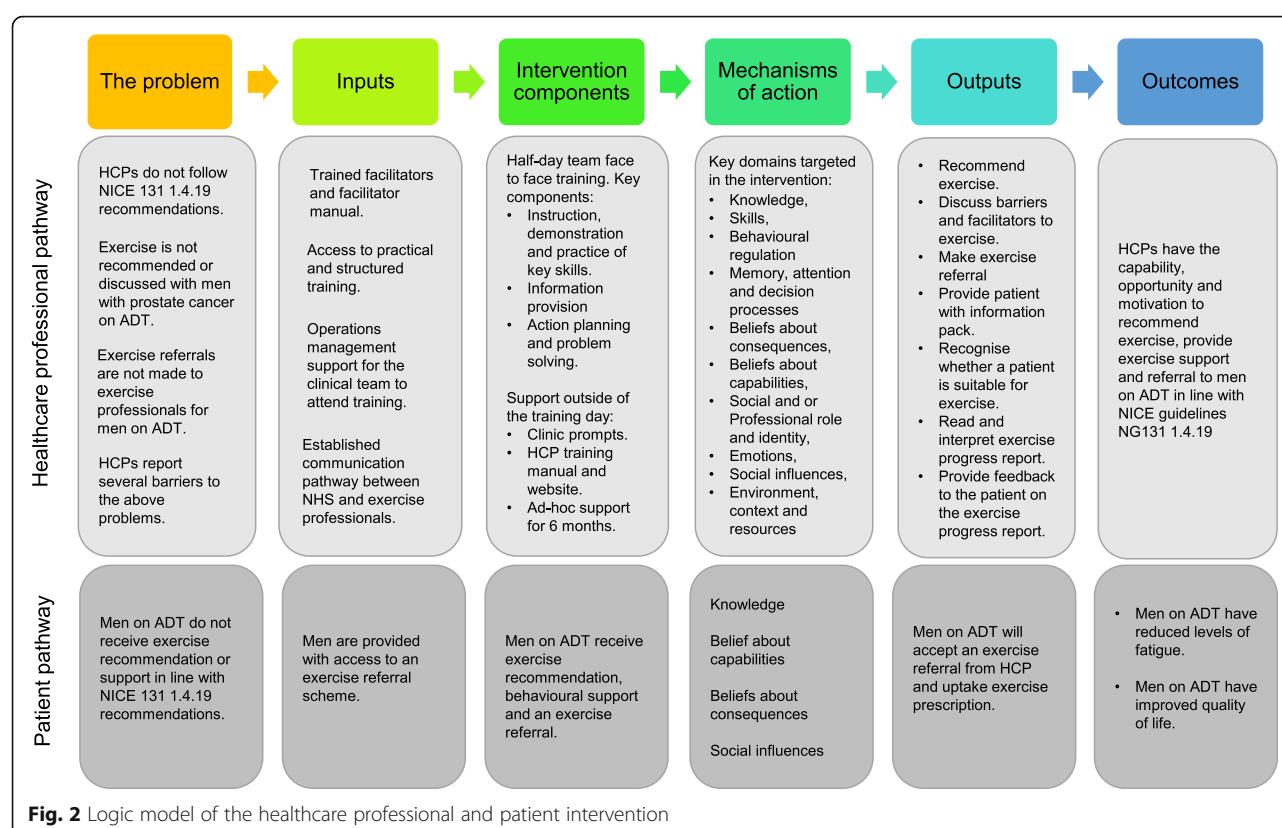 The problem
Inputs
Intervention
components
Mechanisms
of action
Outputs
Outcomes
Healthcare professional pathway
HCPs do not follow
NICE 131 1.4.19
recommendations.
Exercise is not
recommended or
discussed with men
with prostate cancer
on ADT.
Exercise referrals
are not made to
exercise
professionals for
men on ADT.
HCPs report
several barriers to
the above
problems.
Trained facilitators
and facilitator
manual.
Access to practical
and structured
training.
Operations
management
support for the
clinical team to
attend training.
Established
communication
pathway between
NHS and exercise
professionals.
Half-day team face
to face training. Key
components:
• Instruction,
demonstration
and practice of
key skills.
• Information
provision
• Action planning
and problem
solving.
Support outside of
the training day:
• Clinic prompts.
• HCP training
manual and
website.
• Ad-hoc support
for 6 months.
Key domains targeted
in the intervention:
• Knowledge,
• Skills,
• Behavioural
regulation
• Memory, attention
and decision
processes
• Beliefs about
consequences,
• Beliefs about
capabilities,
• Social and or
Professional role
and identity,
• Emotions,
• Social influences,
• Environment,
context and
resources
• Recommend
exercise.
• Discuss barriers
and facilitators to
exercise.
• Make exercise
referral
• Provide patient
with information
pack.
• Recognise
whether a patient
is suitable for
exercise.
• Read and
interpret exercise
progress report.
• Provide feedback
to the patient on
the exercise
progress report.
HCPs have the
capability,
opportunity and
motivation to
recommend
exercise, provide
exercise support
and referral to men
on ADT in line with
NICE guidelines
NG131 1.4.19
Patient pathway
Men on ADT do not
receive exercise
recommendation or
support in line with
NICE 131 1.4.19
recommendations.
Men are provided
with access to an
exercise referral
scheme.
Men on ADT receive
exercise
recommendation,
behavioural support
and an exercise
referral.
Knowledge
Belief about
capabilities
Beliefs about
consequences
Social influences
Men on ADT will
accept an exercise
referral from HCP
and uptake exercise
prescription.
• Men on ADT have
reduced levels of
fatigue.
• Men on ADT have
improved quality
of life.
Fig. 2 Logic model of the healthcare professional and patient intervention